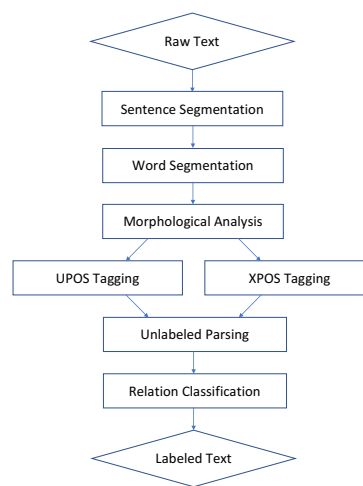 Raw Text
Sentence Segmentation
Word Segmentation
Morphological Analysis
UPOS Tagging
XPOS Tagging
Unlabeled Parsing
Relation Classification
Labeled Text